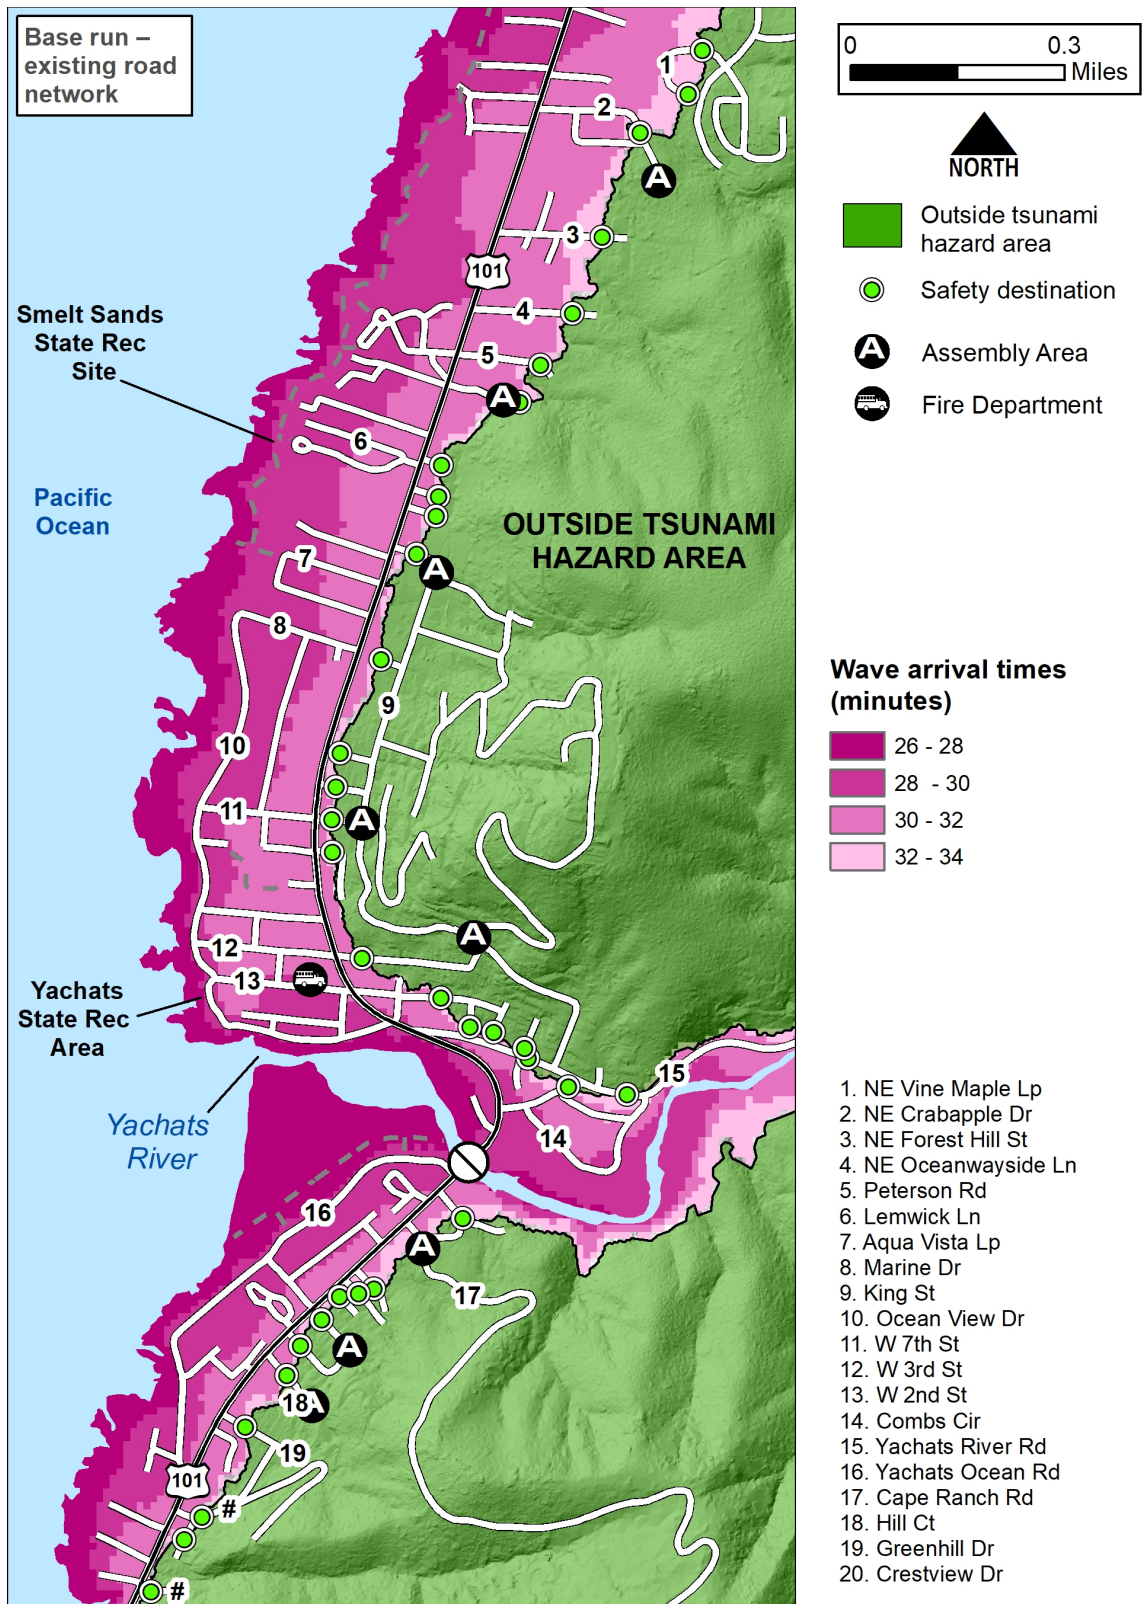 Base run –
existing road
network
0
0.3
Miles
NORTH
Outside tsunami
hazard area
Safety destination
A
Assembly Area
Fire Department
1
2
A
3
101
4
Smelt Sands
State Rec
Site
5
A
6
Pacific
Ocean
OUTSIDE TSUNAMI
HAZARD AREA
7
A
8
9
10
11
A
12
A
13
Yachats
State Rec
Area
15
Yachats
River
14
16
A
17
A
18
A
19
101
#
#
Wave arrival times
(minutes)
26 - 28
28 - 30
30 - 32
32 - 34
1. NE Vine Maple Lp
2. NE Crabapple Dr
3. NE Forest Hill St
4. NE Oceanwayside Ln
5. Peterson Rd
6. Lemwick Ln
7. Aqua Vista Lp
8. Marine Dr
9. King St
10. Ocean View Dr
11. W 7th St
12. W 3rd St
13. W 2nd St
14. Combs Cir
15. Yachats River Rd
16. Yachats Ocean Rd
17. Cape Ranch Rd
18. Hill Ct
19. Greenhill Dr
20. Crestview Dr